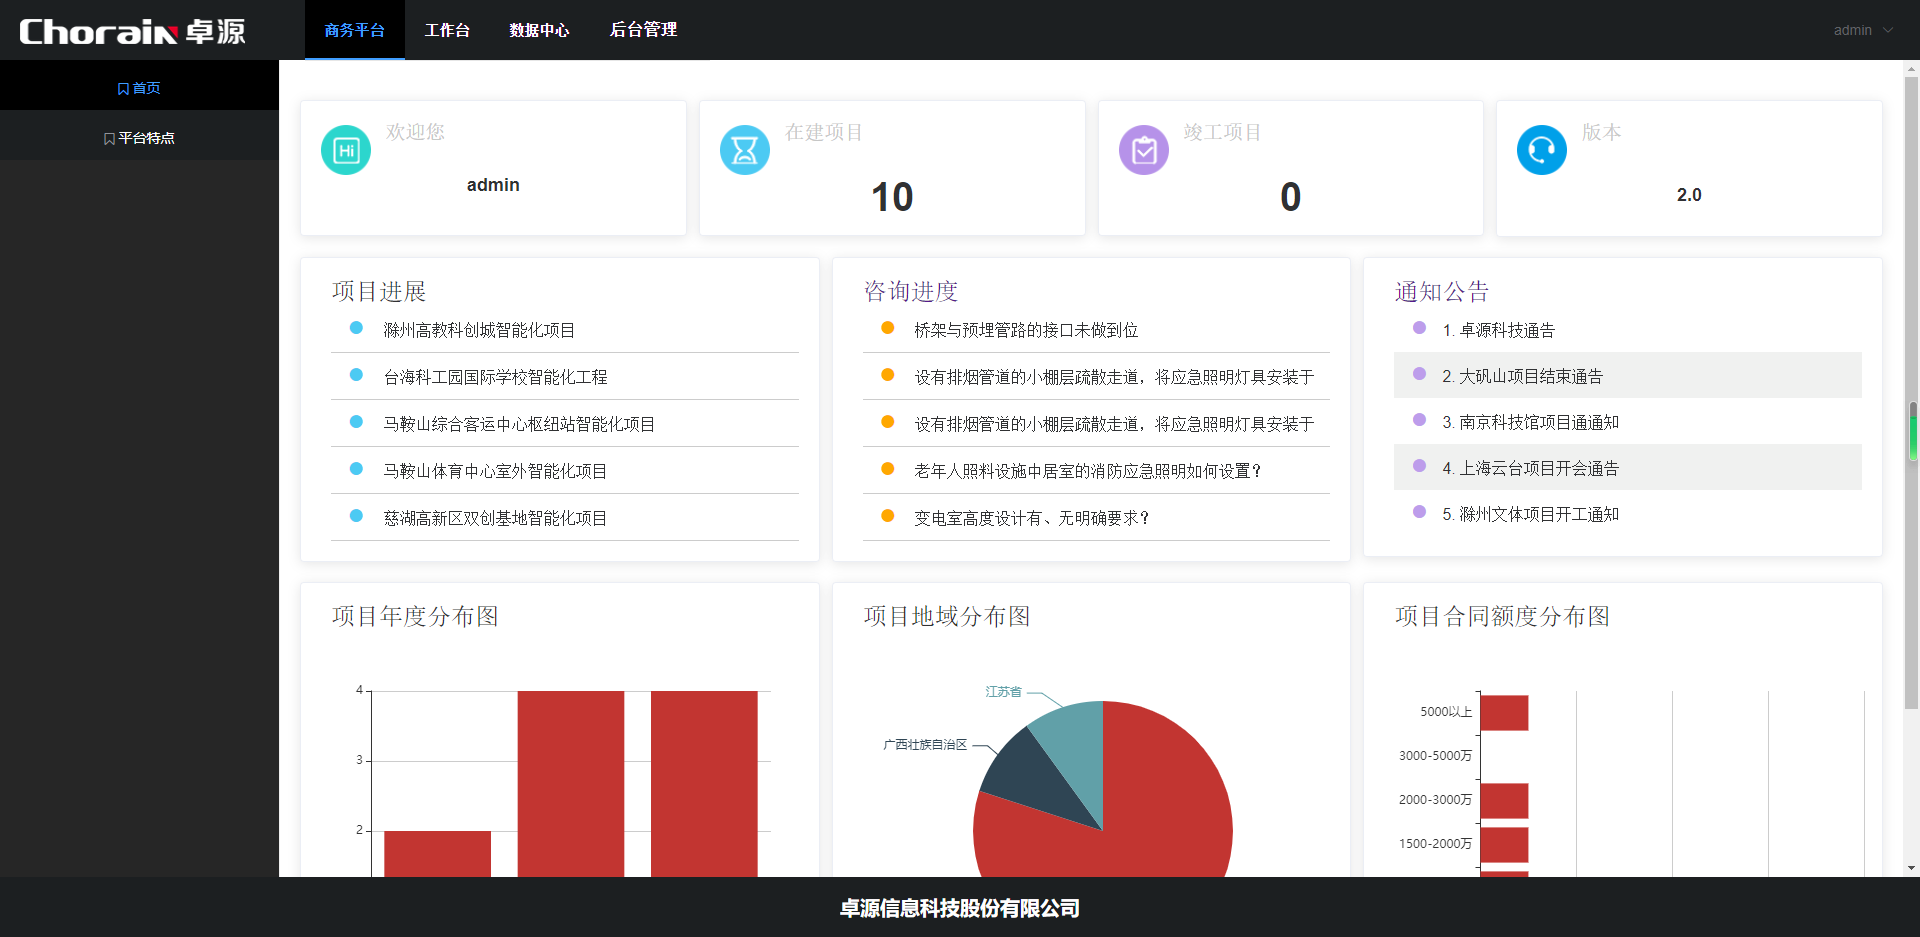 Chorain 卓源 商务平台 工作台 数据中心 后台管理 admin
首页
平台特点
欢迎您
admin
在建项目
10
竣工项目
0
版本
2.0
项目进展
滁州高教科创城智能化项目
台海科工园国际学校智能化工程
马鞍山综合客运中心枢纽站智能化项目
马鞍山体育中心室外智能化项目
慈湖高新区双创基地智能化项目
咨询进度
桥架与预埋管路的接口未做到位
设有排烟管道的小棚层疏散走道，将应急照明灯具安装于
设有排烟管道的小棚层疏散走道，将应急照明灯具安装于
老年人照料设施中居室的消防应急照明如何设置？
变电室高度设计有、无明确要求？
通知公告
1. 卓源科技通告
2. 大矾山项目结束通告
3. 南京科技馆项目通通知
4. 上海云台项目开会通告
5. 滁州文体项目开工通知
项目年度分布图
4
3
2
项目地域分布图
江苏省
广西壮族自治区
项目合同额度分布图
5000以上
3000-5000万
2000-3000万
1500-2000万
卓源信息科技股份有限公司